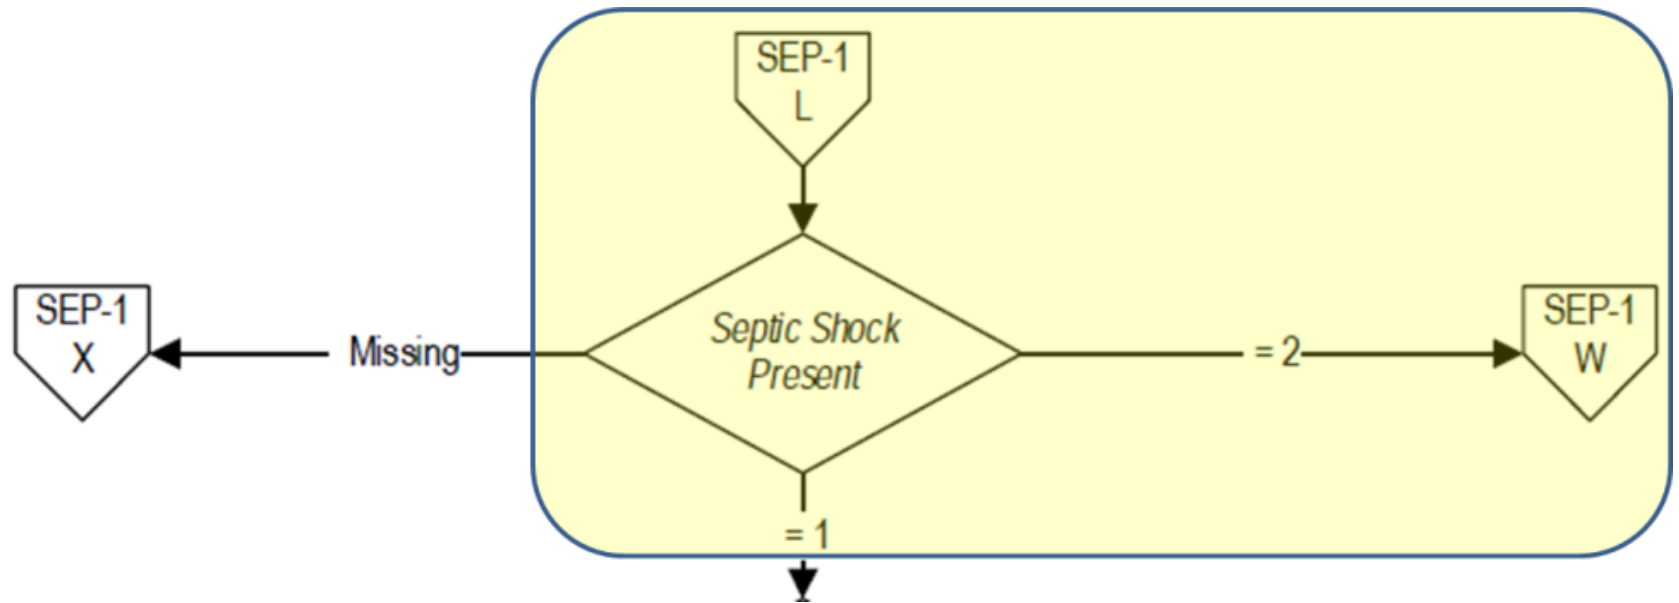 SEP-1
L
SEP-1
X
Missing
Septic Shock
Present
= 2
SEP-1
W
= 1